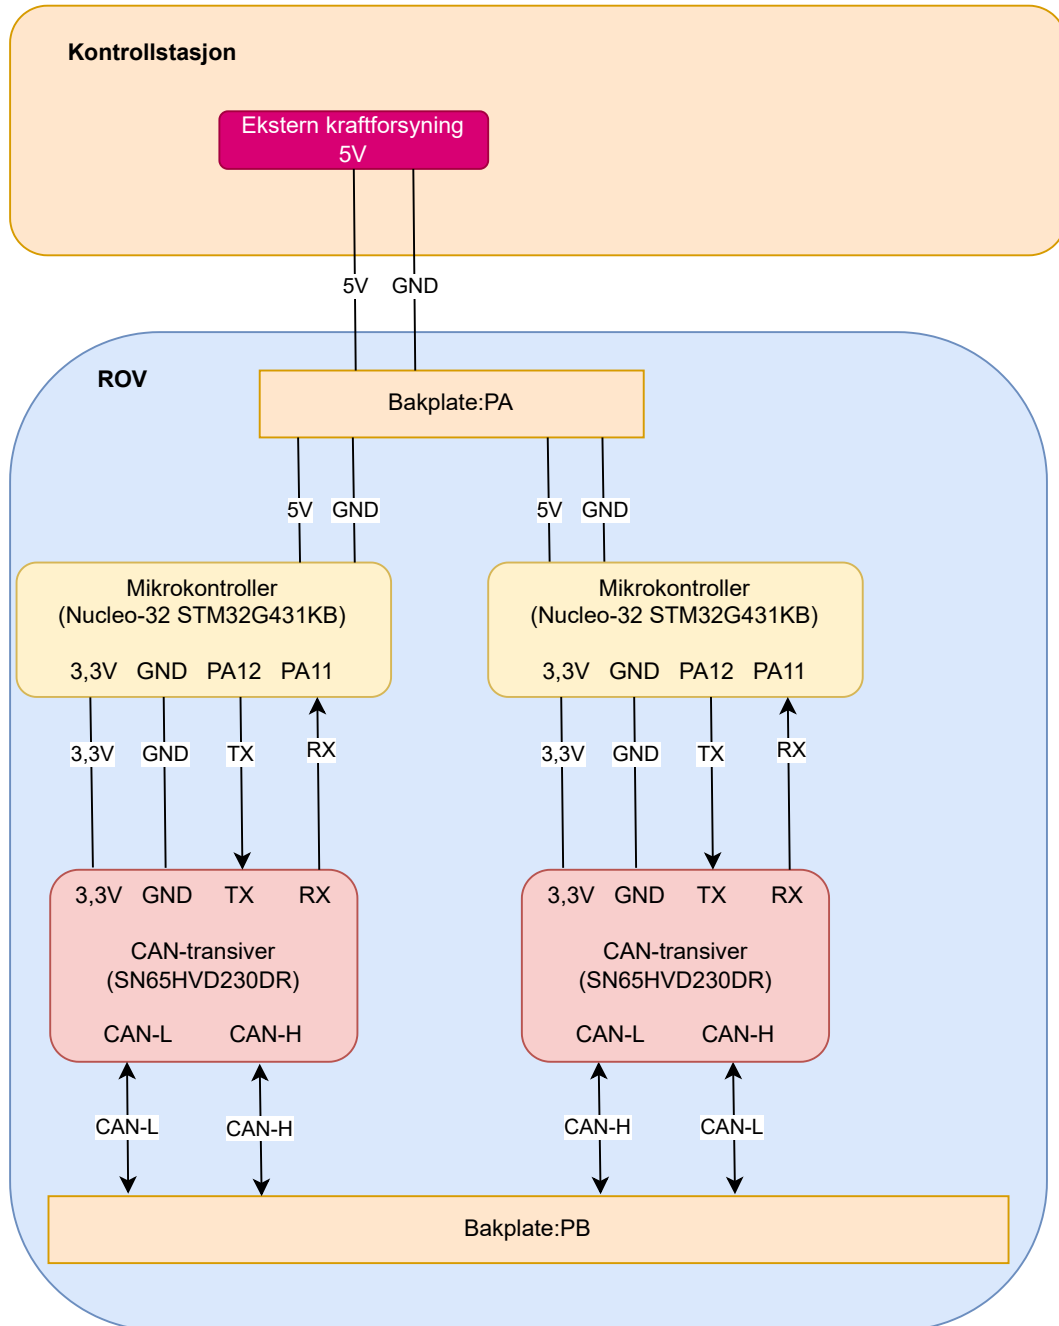 Kontrollstasjon
Ekstern kraftforsyning
5V
5V GND
ROV
Bakplate:PA
5V GND 5V GND
Mikrokontroller
(Nucleo-32 STM32G431KB)
3,3V GND PA12 PA11
Mikrokontroller
(Nucleo-32 STM32G431KB)
3,3V GND PA12 PA11
3,3V GND TX RX
3,3V GND TX RX
3,3V GND TX RX
CAN-transiver
(SN65HVD230DR)
CAN-L CAN-H
3,3V GND TX RX
CAN-transiver
(SN65HVD230DR)
CAN-L CAN-H
CAN-L CAN-H
CAN-H CAN-L
Bakplate:PB